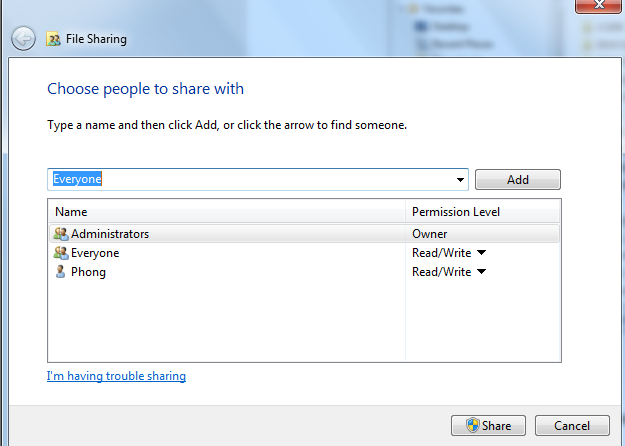 File Sharing
Choose people to share with
Type a name and then click Add, or click the arrow to find someone.
Everyone
Add
Name Permission Level
Administrators Owner
Everyone Read/Write
Phong Read/Write
I'm having trouble sharing
Share Cancel